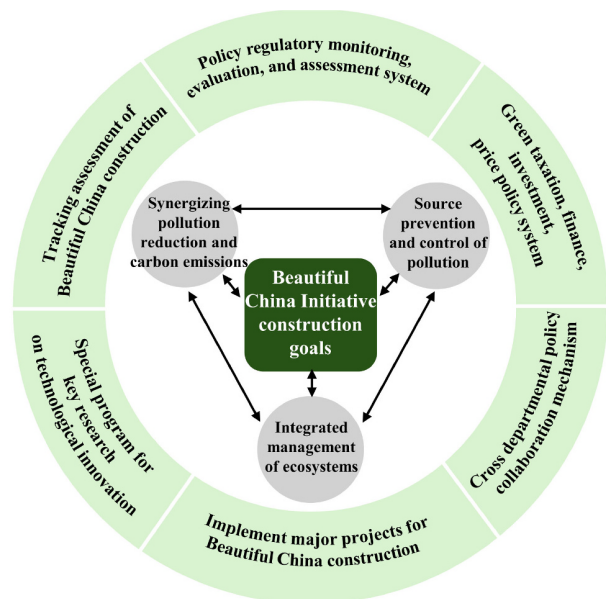 Policy regulatory monitoring,
evaluation, and assessment system
Green taxation, finance,
investment,
price policy system
Cross departmental policy
collaboration mechanism
Implement major projects for
Beautiful China construction
Special program for
key research
on technological innovation
Tracking assessment of
Beautiful China construction
Synergizing
pollution
reduction and
carbon emissions
Source
prevention
and control of
pollution
Beautiful
China Initiative
construction
goals
Integrated
management
of ecosystems